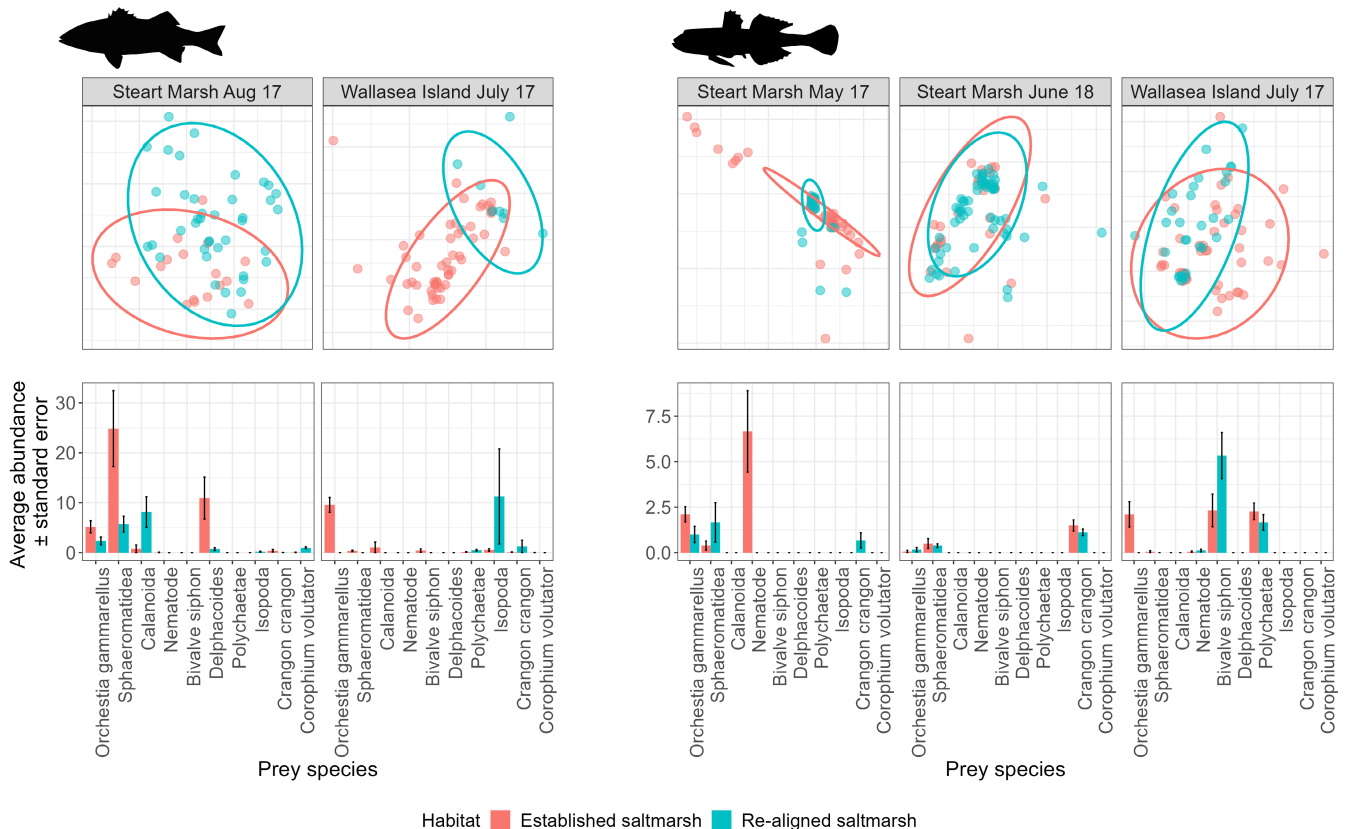 Steart Marsh Aug 17
Wallasea Island July 17
Steart Marsh May 17
Steart Marsh June 18
Wallasea Island July 17
Average abundance
± standard error
30
20
10
0
7.5
5.0
2.5
0.0
Orchestia gammarellus
Sphaeromatidea
Calanoida
Nematode
Bivalve siphon
Delphacoides
Polychaetae
Isopoda
Crangon crangon
Corophium volutator
Orchestia gammarellus
Sphaeromatidea
Calanoida
Nematode
Bivalve siphon
Delphacoides
Polychaetae
Isopoda
Crangon crangon
Corophium volutator
Orchestia gammarellus
Sphaeromatidea
Calanoida
Nematode
Bivalve siphon
Delphacoides
Polychaetae
Isopoda
Crangon crangon
Corophium volutator
Orchestia gammarellus
Sphaeromatidea
Calanoida
Nematode
Bivalve siphon
Delphacoides
Polychaetae
Isopoda
Crangon crangon
Corophium volutator
Orchestia gammarellus
Sphaeromatidea
Calanoida
Nematode
Bivalve siphon
Delphacoides
Polychaetae
Isopoda
Crangon crangon
Corophium volutator
Prey species
Prey species
Habitat
Established saltmarsh
Re-aligned saltmarsh